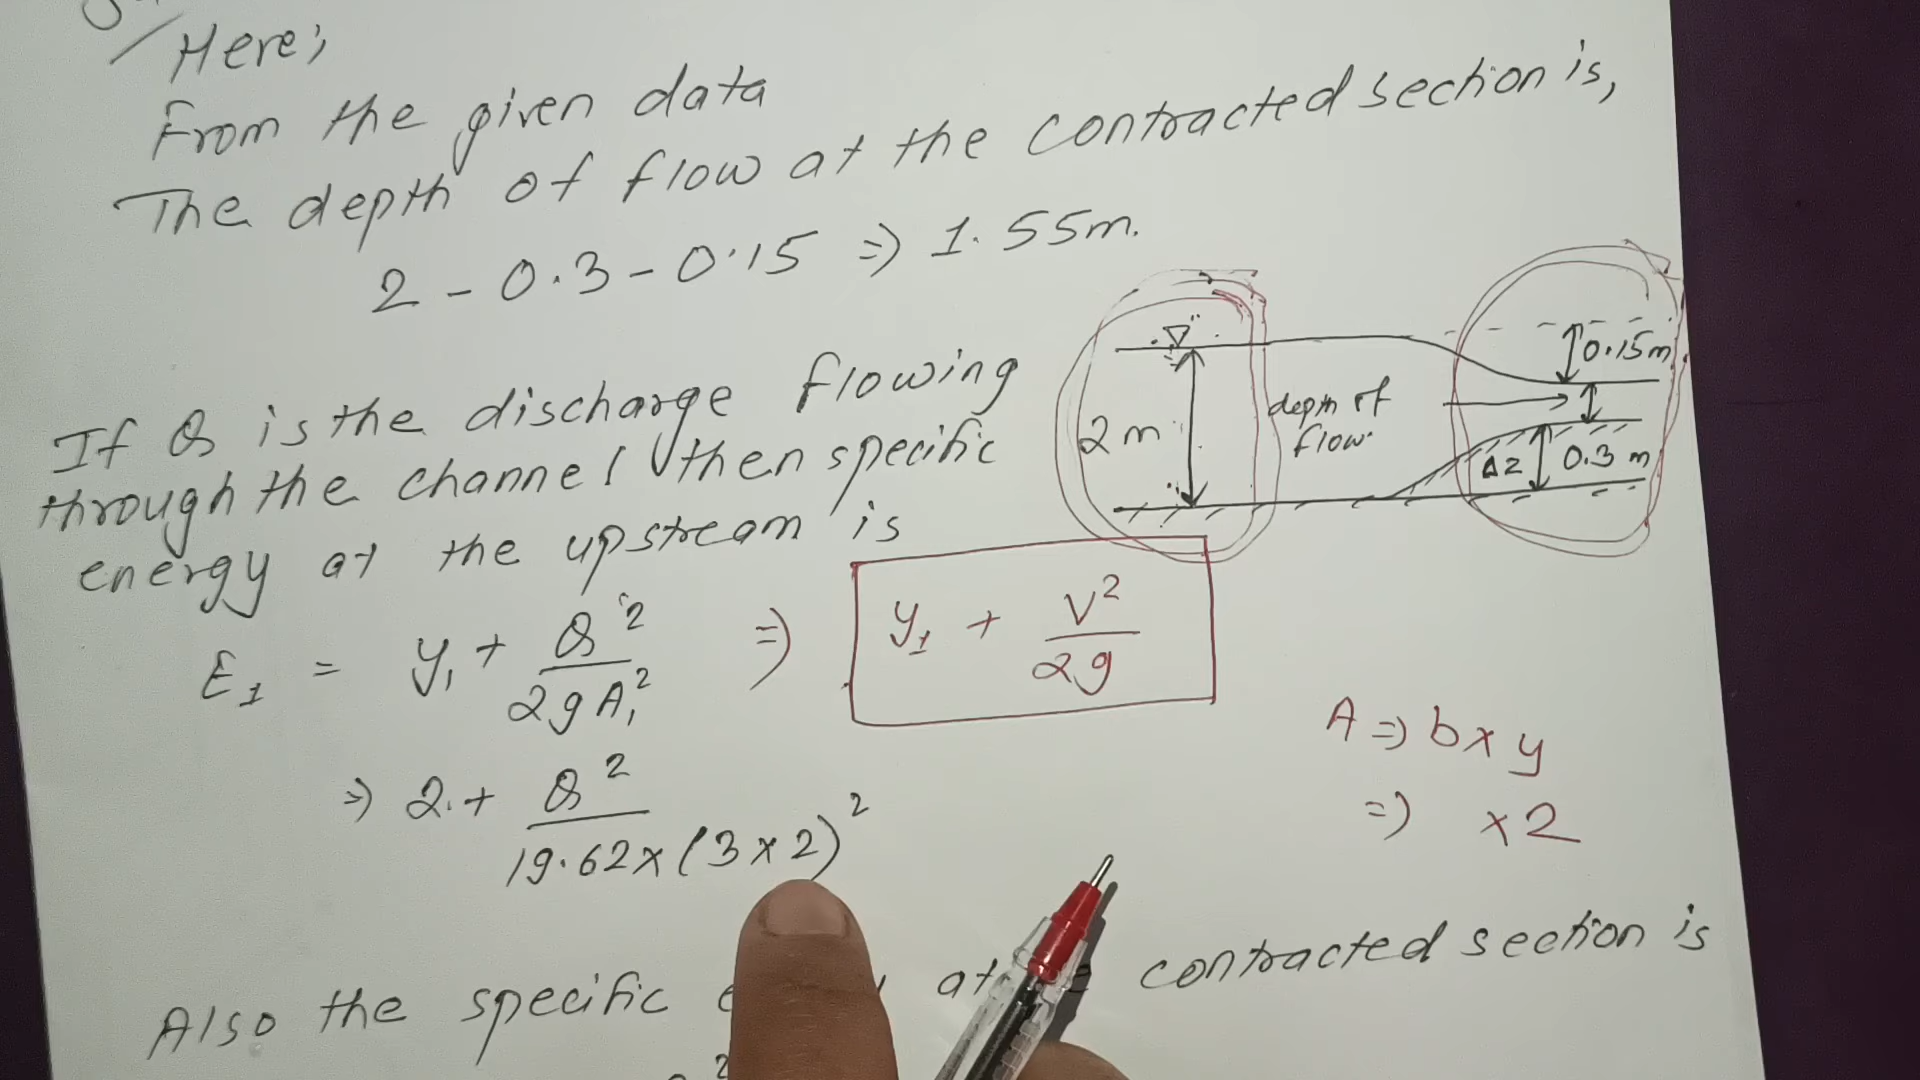 Here;
From the given data
The depth of flow at the contracted section is,
2 - 0.3 - 0.15 ⇒ 1.55m.
If Q is the discharge flowing
through the channel then specific
energy at the upstream is
E1 = y1 + Q² / 2gA1² ⇒ y1 + V² / 2g
⇒ 2 + Q² / 19.62 x (3 x 2)²
A ⇒ b x y
⇒ x 2
Also the specific at contracted section is
2
2 m
depth of
flow
0.15m
Δz
0.3 m